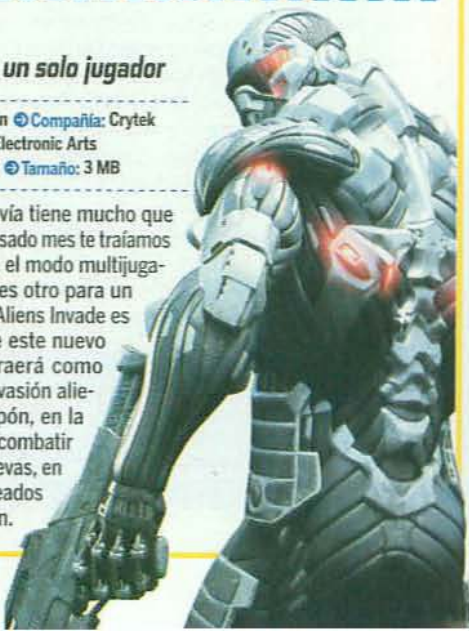 un solo jugador
n Compañía: Crytek
Electronic Arts
Tamaño: 3 MB
vía tiene mucho que
sado mes te traíamos
el modo multijuga-
es otro para un
Aliens Invade es
e este nuevo
raerá como
vasión alie-
pón, en la
combatir
evas, en
eados
n.